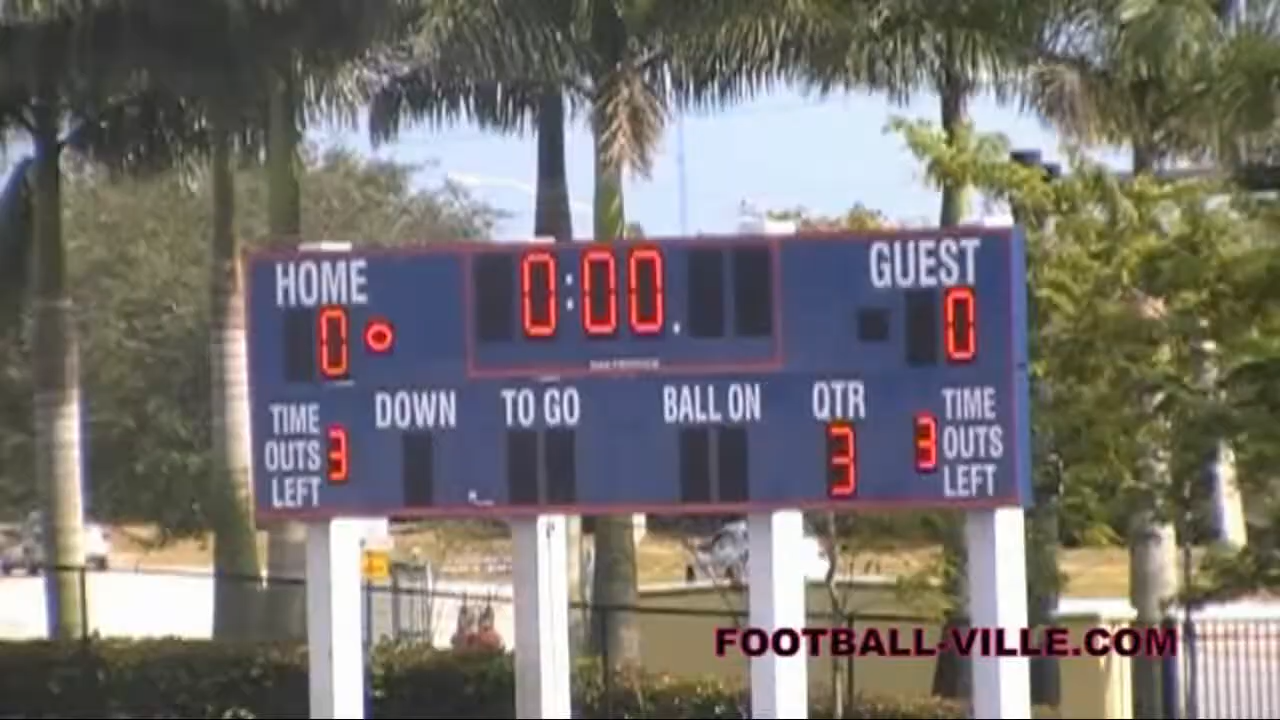 HOME
0:00.
GUEST
0
0
DOWN
TO GO
BALL ON
QTR
3
TIME OUTS LEFT
3
TIME OUTS LEFT
3
FOOTBALL-VILLE.COM